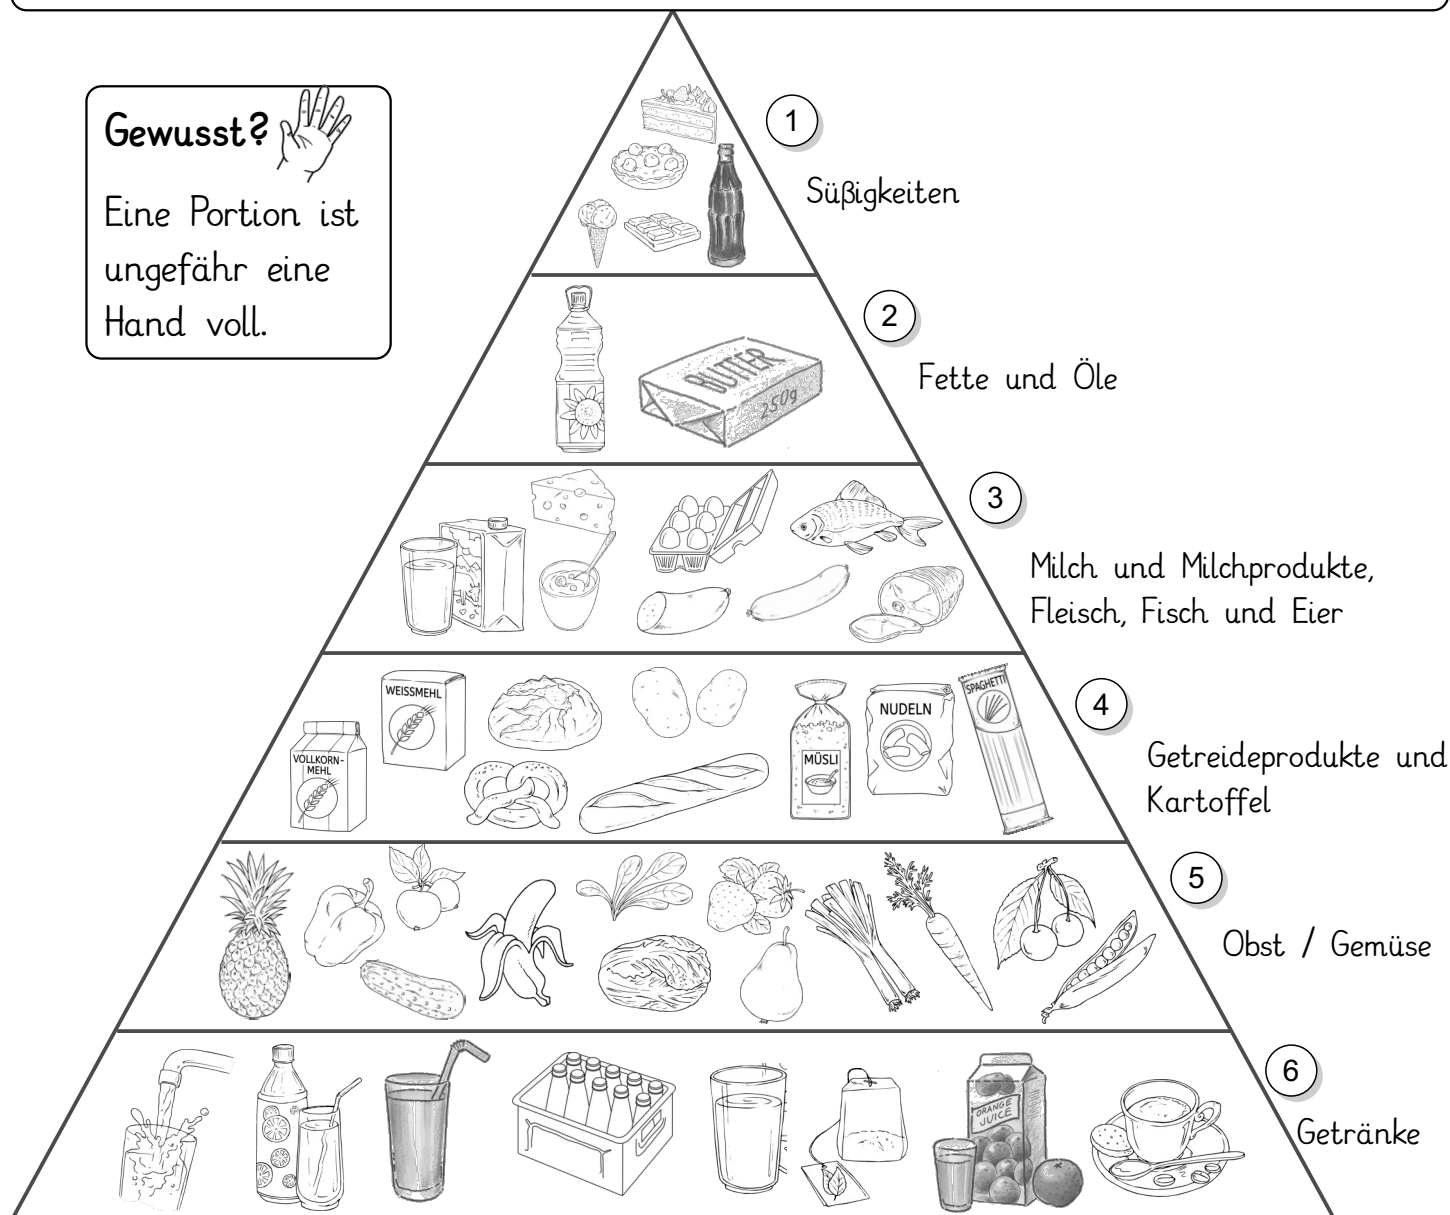 Gewusst?
Eine Portion ist
ungefähr eine
Hand voll.
1
Süßigkeiten
2
Fette und Öle
BUTTER
250g
3
Milch und Milchprodukte,
Fleisch, Fisch und Eier
4
Getreideprodukte und
Kartoffel
VOLLKORN-
MEHL
WEISSMEHL
MÜSLI
NUDELN
SPAGHETTI
5
Obst / Gemüse
6
Getränke
ORANGE
JUICE